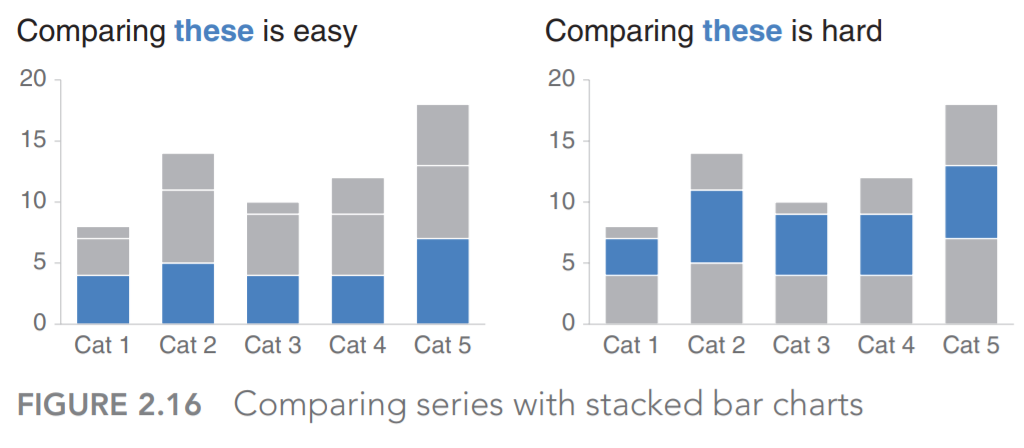 Comparing these is easy
20
15
10
5
0
Cat 1 Cat 2 Cat 3 Cat 4 Cat 5
Comparing these is hard
20
15
10
5
0
Cat 1 Cat 2 Cat 3 Cat 4 Cat 5
FIGURE 2.16 Comparing series with stacked bar charts